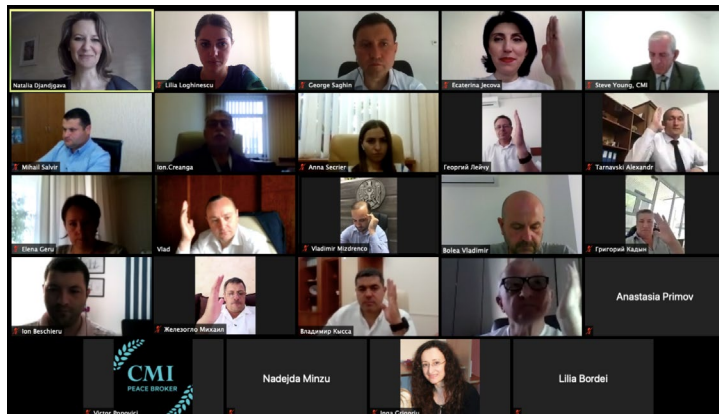 Natalia Djandjgava
Lilia Loghinescu
George Saghin
Ecaterina Jecova
Steve Young, CMI
Mihail Salvir
Ion.Creanga
Anna Secrier
Георгий Лейчу
Tarnavski Alexandr
Elena Geru
Vlad
Vladimir Mizdrenco
Bolea Vladimir
Григорий Кадын
Ion Beschieru
Железогло Михаил
Владимир Кысса
Anastasia Primov
CMI
PEACE BROKER
Victor Popovici
Nadejda Minzu
Inna Grigoriu
Lilia Bordei